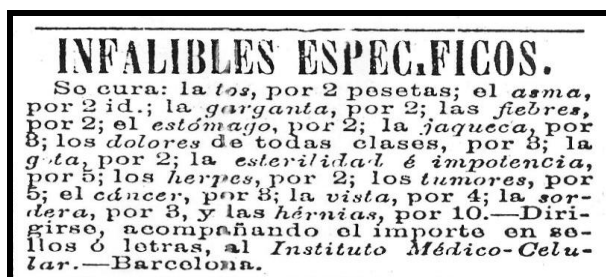 INFALIBLES ESPEC.FICOS.
Se cura: la tos, por 2 pesetas; el asma,
por 2 id.; la garganta, por 2; las fiebres,
por 2; el estómago, por 2; la jaqueca, por
3; los dolores de todas clases, por 3; la
gota, por 2; la esterilidad é impotencia,
por 5; los herpes, por 2; los tumores, por
5; el cáncer, por 8; la vista, por 4; la sor-
dera, por 3, y las hérnias, por 10.—Diri-
girse, acompañando el importe en se-
llos ó letras, al Instituto Médico-Celu-
lar.—Barcelona.